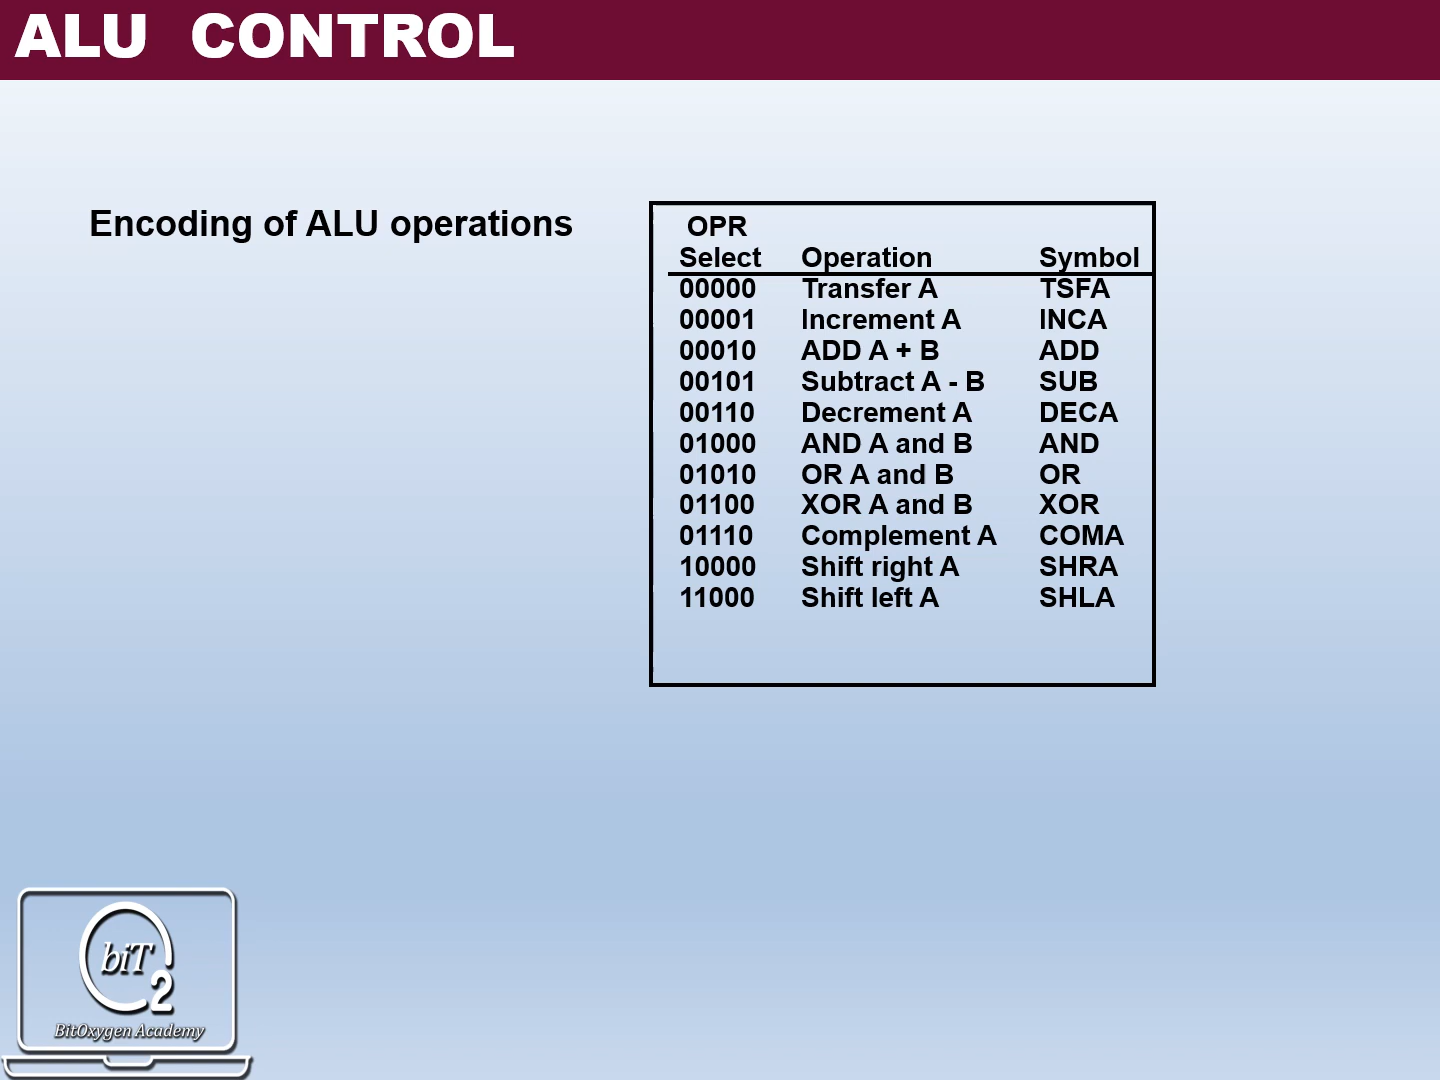 ALU CONTROL
Encoding of ALU operations
OPR
Select Operation Symbol
00000 Transfer A TSFA
00001 Increment A INCA
00010 ADD A + B ADD
00101 Subtract A - B SUB
00110 Decrement A DECA
01000 AND A and B AND
01010 OR A and B OR
01100 XOR A and B XOR
01110 Complement A COMA
10000 Shift right A SHRA
11000 Shift left A SHLA
biT
2
BitOxygen Academy